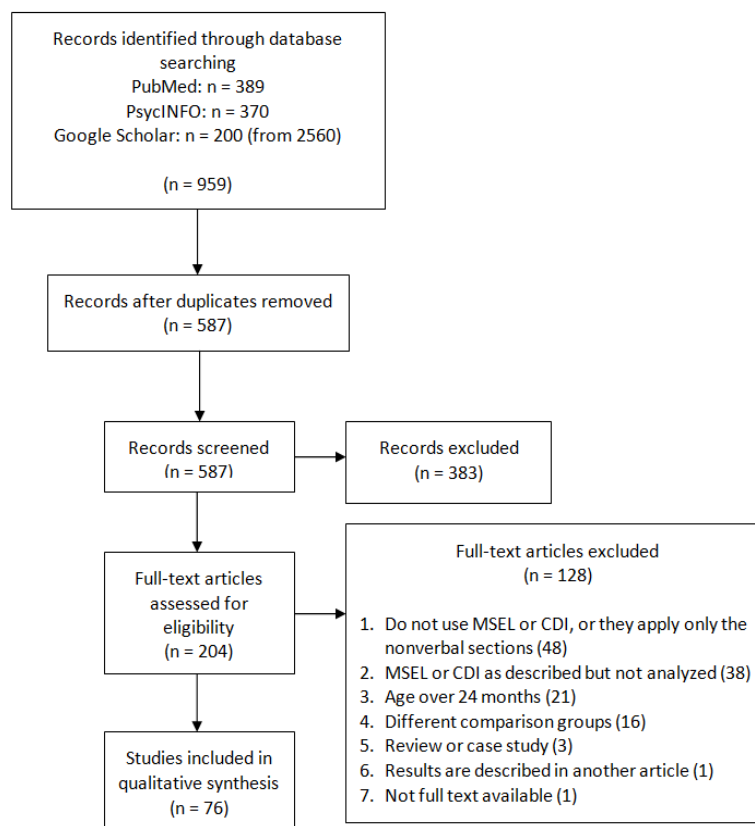 Records identified through database
searching
PubMed: n = 389
PsycINFO: n = 370
Google Scholar: n = 200 (from 2560)
(n = 959)
Records after duplicates removed
(n = 587)
Records screened
(n = 587)
Records excluded
(n = 383)
Full-text articles
assessed for
eligibility
(n = 204)
Full-text articles excluded
(n = 128)
1. Do not use MSEL or CDI, or they apply only the
nonverbal sections (48)
2. MSEL or CDI as described but not analyzed (38)
3. Age over 24 months (21)
4. Different comparison groups (16)
5. Review or case study (3)
6. Results are described in another article (1)
7. Not full text available (1)
Studies included in
qualitative synthesis
(n = 76)